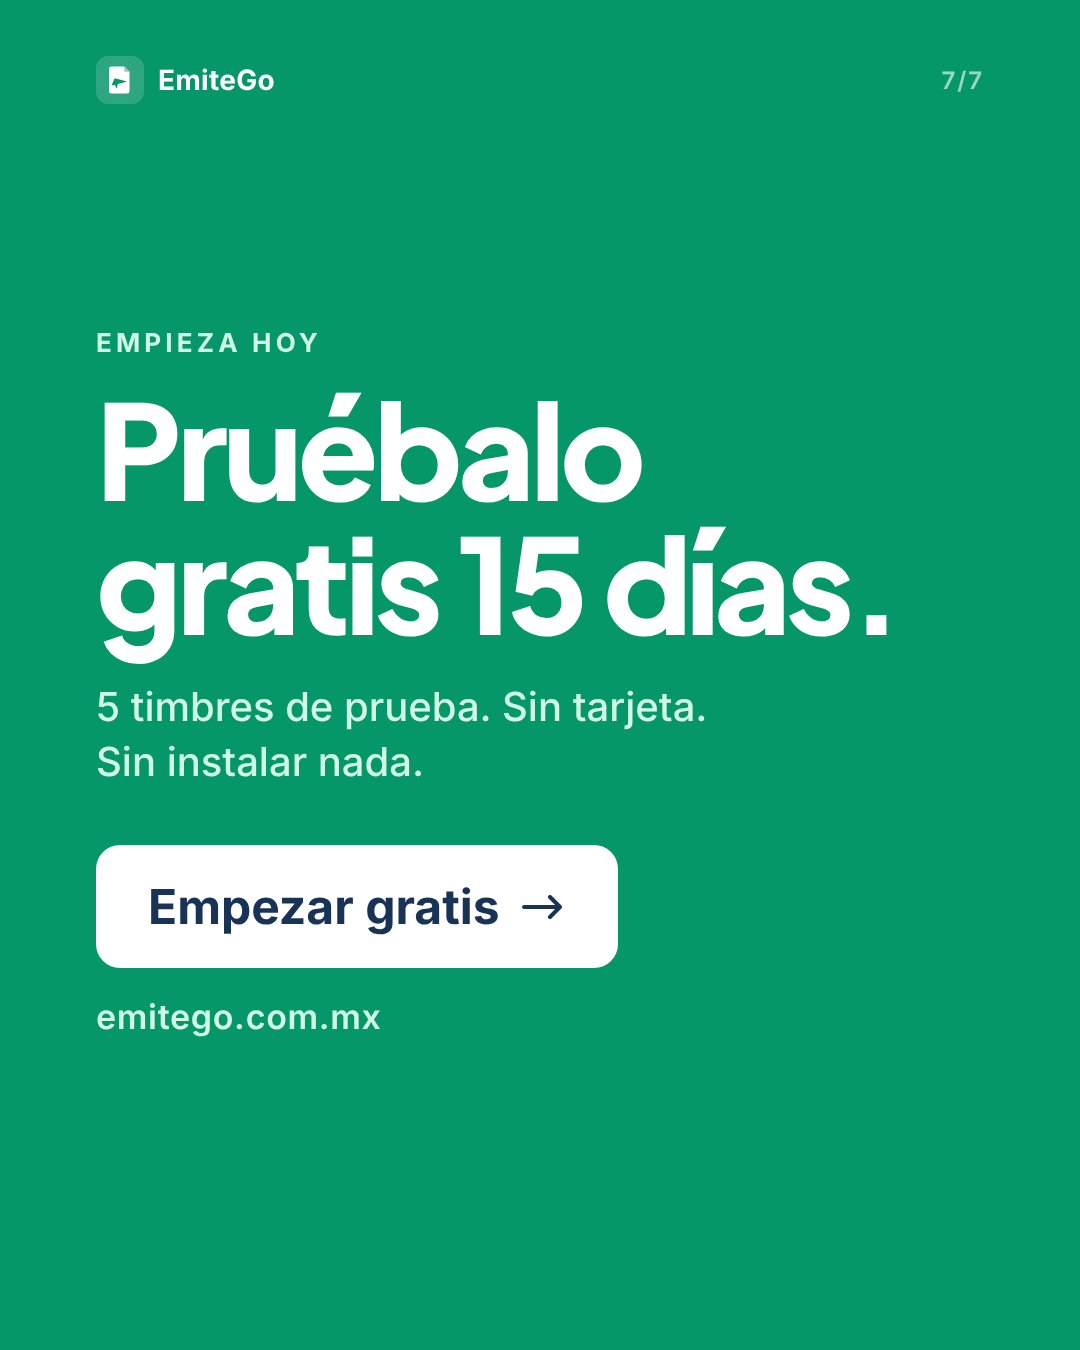 EmiteGo
7/7
EMPIEZA HOY
Pruébalo
gratis 15 días.
5 timbres de prueba. Sin tarjeta.
Sin instalar nada.
Empezar gratis →
emitego.com.mx